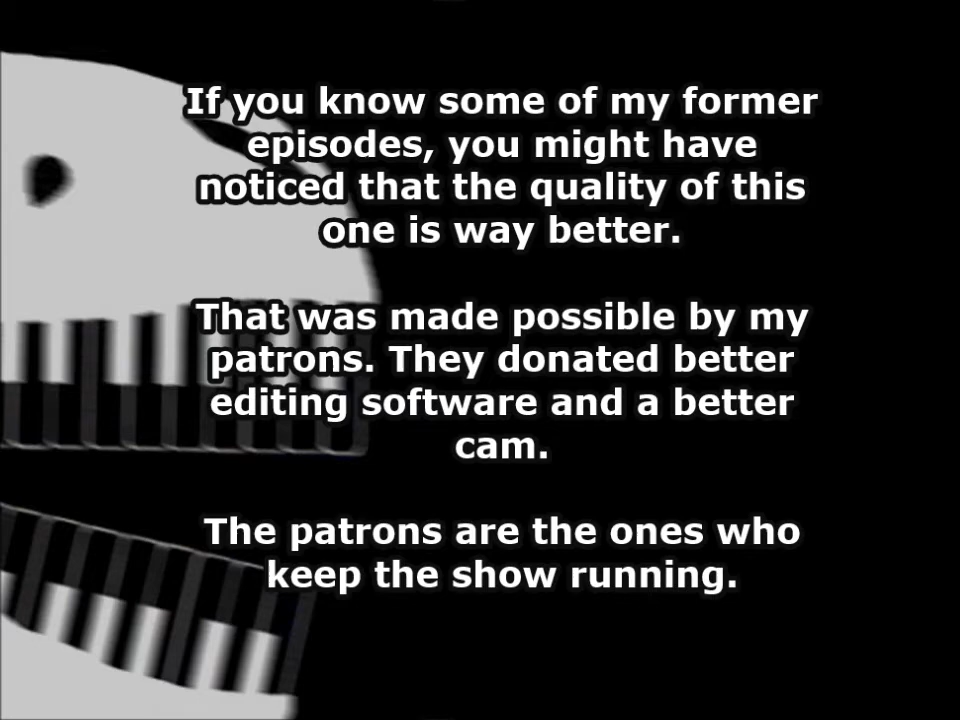 If you know some of my former
episodes, you might have
noticed that the quality of this
one is way better.
That was made possible by my
patrons. They donated better
editing software and a better
cam.
The patrons are the ones who
keep the show running.